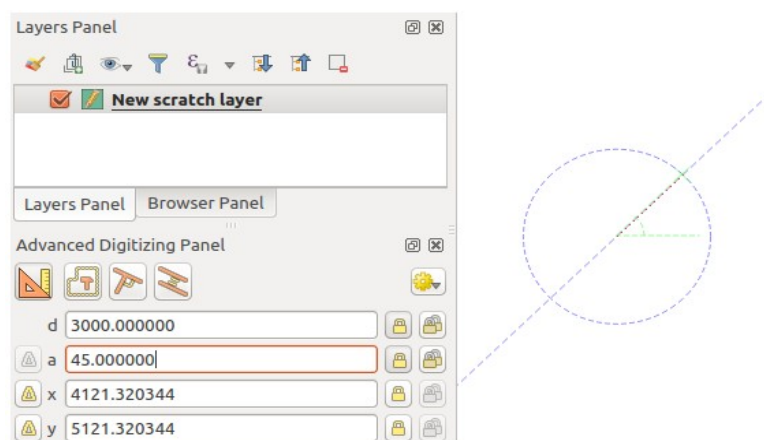 Layers Panel
New scratch layer
Layers Panel
Browser Panel
Advanced Digitizing Panel
d 3000.000000
a 45.000000
x 4121.320344
y 5121.320344